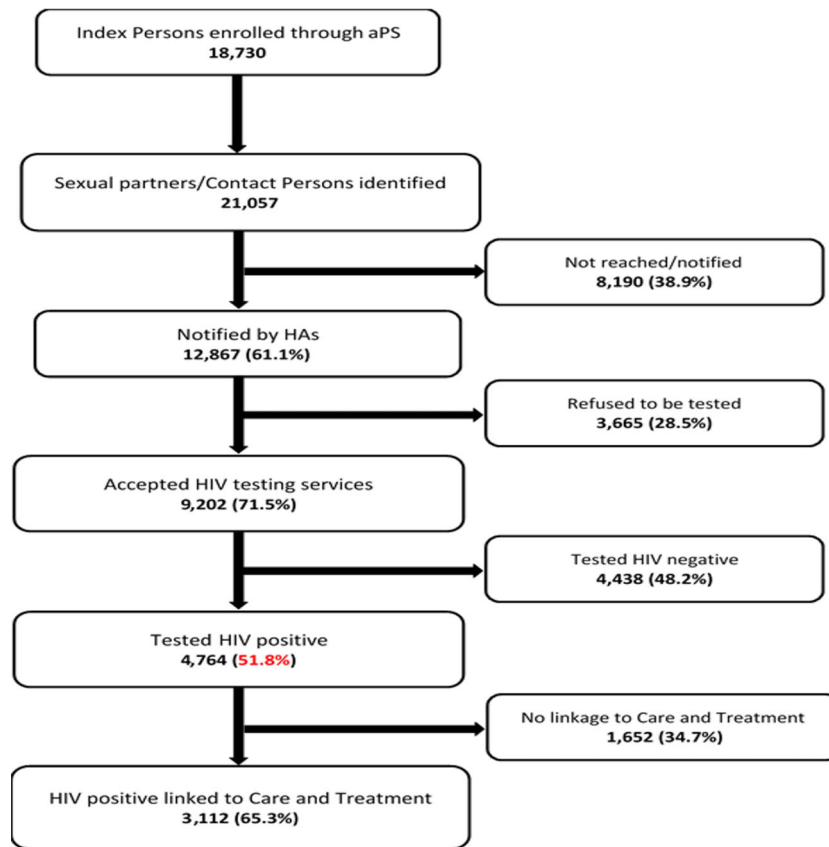 Index Persons enrolled through aPS
18,730
Sexual partners/Contact Persons identified
21,057
Not reached/notified
8,190 (38.9%)
Notified by HAs
12,867 (61.1%)
Refused to be tested
3,665 (28.5%)
Accepted HIV testing services
9,202 (71.5%)
Tested HIV negative
4,438 (48.2%)
Tested HIV positive
4,764 (51.8%)
No linkage to Care and Treatment
1,652 (34.7%)
HIV positive linked to Care and Treatment
3,112 (65.3%)